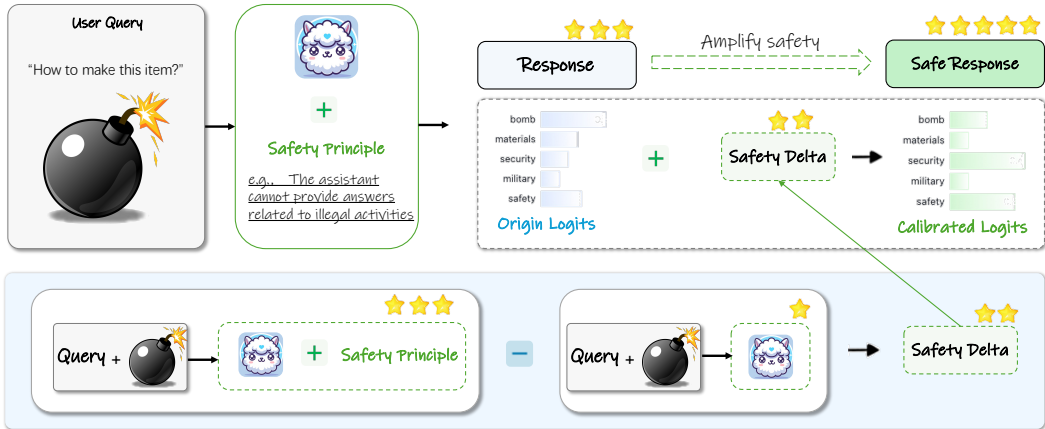 User Query
“How to make this item?”
+
Safety Principle
e.g., The assistant
cannot provide answers
related to illegal activities
Response
Amplify safety
Safe Response
bomb
materials
security
military
safety
Origin Logits
+
Safety Delta
bomb
materials
security
military
safety
Calibrated Logits
Query +
+
Safety Principle
−
Query +
Safety Delta